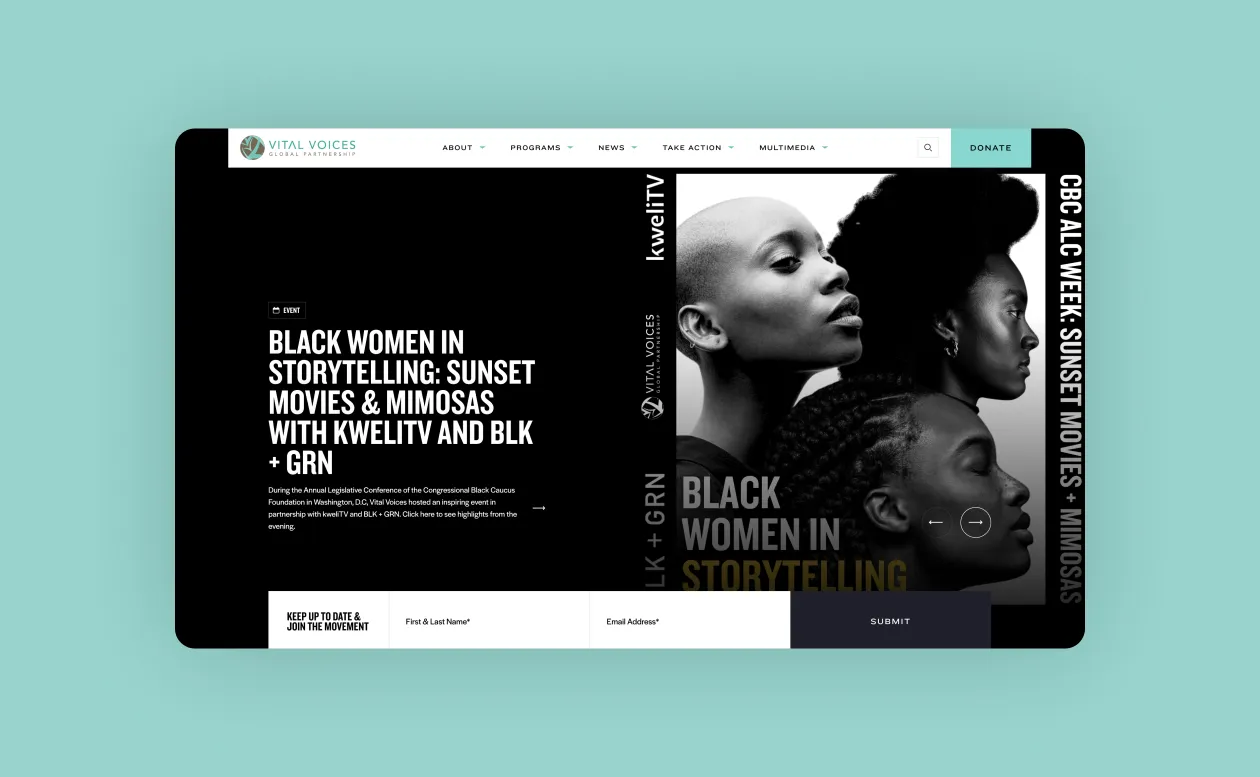 VITAL VOICES
GLOBAL PARTNERSHIP
ABOUT
PROGRAMS
NEWS
TAKE ACTION
MULTIMEDIA
DONATE
EVENT
BLACK WOMEN IN
STORYTELLING: SUNSET
MOVIES & MIMOSAS
WITH KWELITV AND BLK
+ GRN
During the Annual Legislative Conference of the Congressional Black Caucus
Foundation in Washington, D.C, Vital Voices hosted an inspiring event in
partnership with kweliTV and BLK + GRN. Click here to see highlights from the
evening.
kweliTV
VITAL VOICES
GLOBAL PARTNERSHIP
LK + GRN
BLACK
WOMEN IN
STORYTELLING
CBC ALC WEEK: SUNSET MOVIES + MIMOSAS
KEEP UP TO DATE &
JOIN THE MOVEMENT
First & Last Name*
Email Address*
SUBMIT